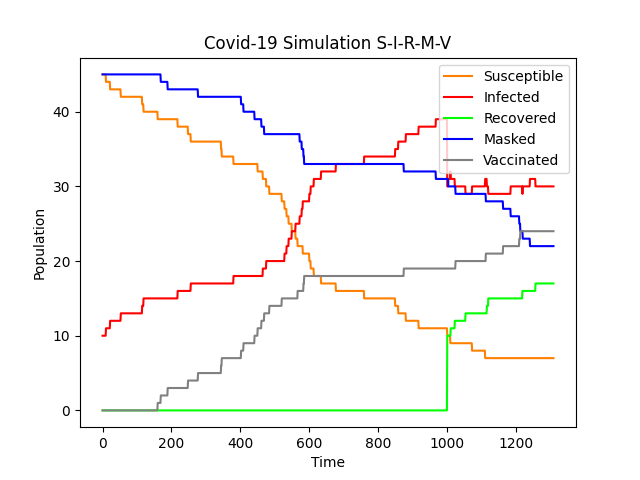 Covid-19 Simulation S-I-R-M-V
Susceptible
Infected
Recovered
Masked
Vaccinated
40
30
20
10
0
Population
0 200 400 600 800 1000 1200
Time